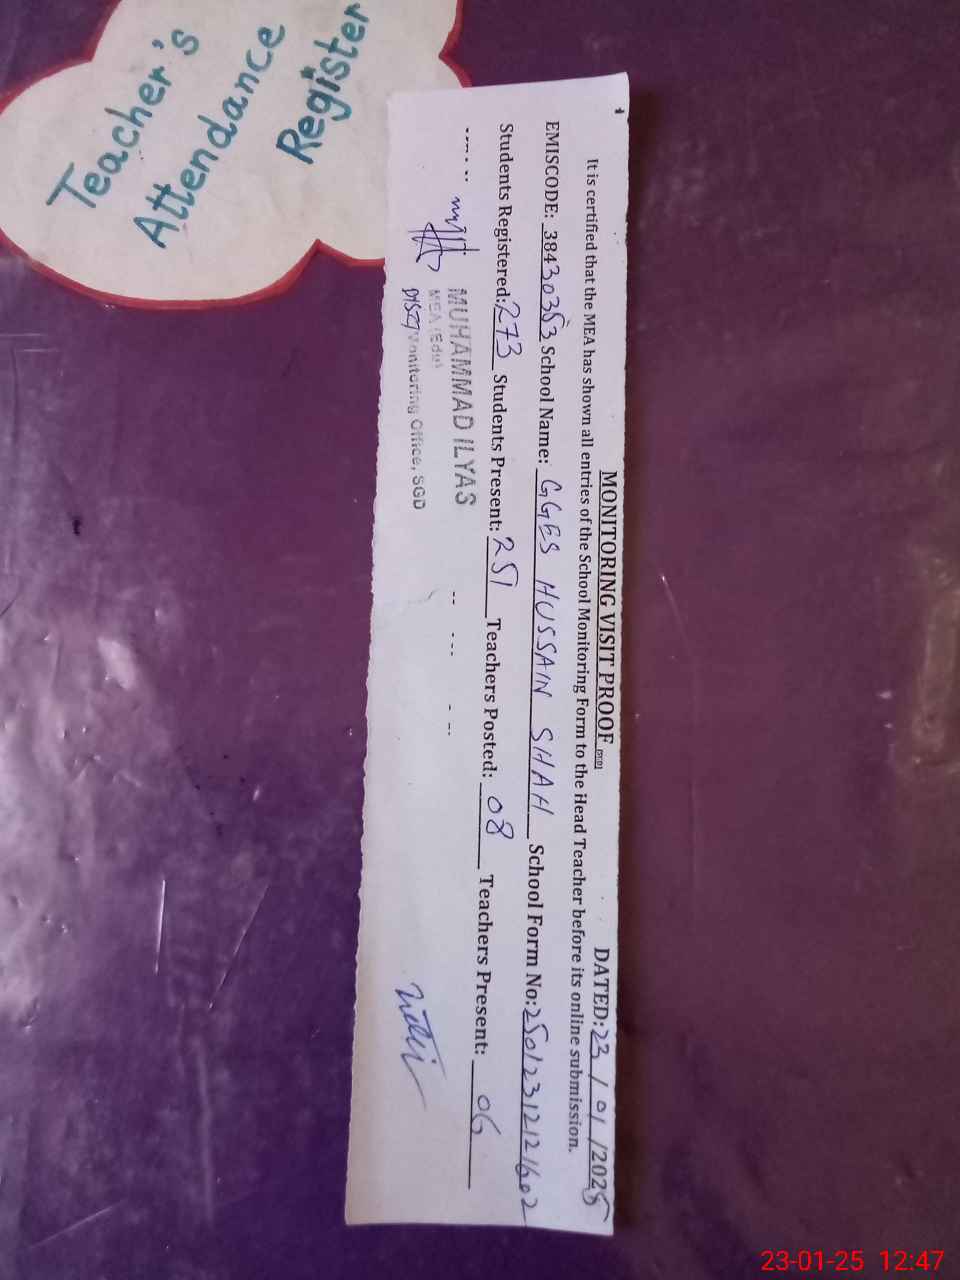 Teacher's
Attendance
Register
MONITORING VISIT PROOF
DATED: 23 / 01 / 2025
It is certified that the MEA has shown all entries of the School Monitoring Form to the Head Teacher before its online submission.
EMISCODE: 38430353 School Name: GGES HUSSAIN SHAH School Form No: 25012312121602
Students Registered: 273 Students Present: 251 Teachers Posted: 08 Teachers Present: 06
MUHAMMAD ILYAS
MEA (Edu)
Monitoring Office, SGD
23-01-25 12:47